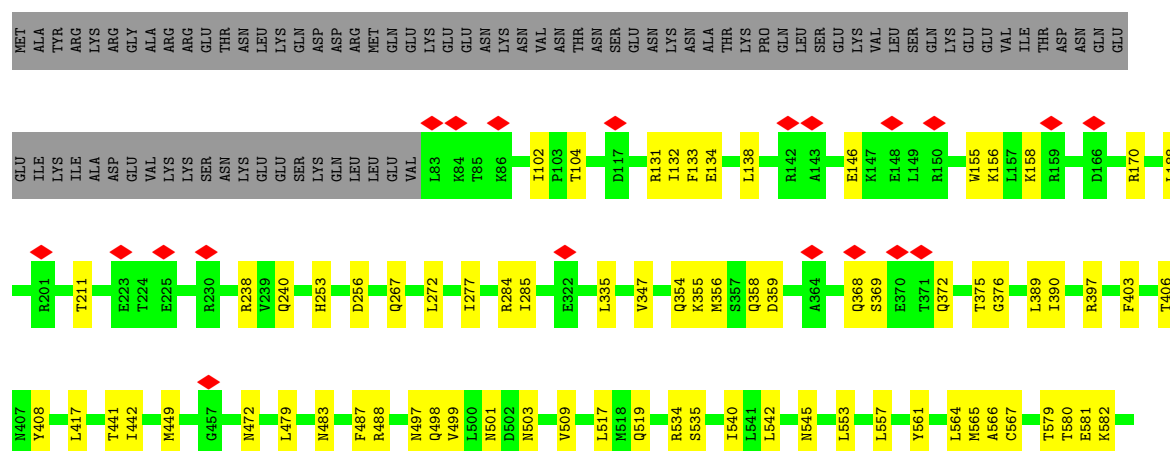 MET ALA TYR ARG LYS ARG GLY ALA ARG ARG GLU THR ASN LEU LYS GLN ASP ASP ARG MET GLN GLU LYS GLU GLU ASN LYS ASN VAL ASN THR ASN SER GLU ASN LYS ASN ALA THR LYS PRO GLN LEU SER GLU LYS VAL LEU SER GLN LYS GLU GLU VAL ILE THR ASP ASN GLN GLU
GLU ILE LYS ILE ALA ASP GLU VAL LYS LYS SER ASN LYS GLU GLU SER LYS GLN LEU LEU GLU VAL L83 K84 T85 K86 I102 P103 T104 D117 R131 I132 F133 E134 L138 R142 A143 E146 K147 E148 L149 R150 W155 K156 L157 K158 R159 D166 R170
R201 T211 E223 T224 E225 R230 R238 V239 Q240 H253 D256 Q267 L272 I277 R284 I285 E322 L335 V347 Q354 K355 M356 S357 Q358 D359 A364 Q368 S369 E370 T371 Q372 T375 G376 L389 I390 R397 F403 T406
N407 Y408 L417 T441 I442 M449 G457 N472 L479 N483 F487 R488 N497 Q498 V499 L500 N501 D502 N503 V509 L517 M518 Q519 R534 S535 I540 L541 L542 N545 L553 L557 Y561 L564 M565 A566 C567 T579 T580 E581 K582